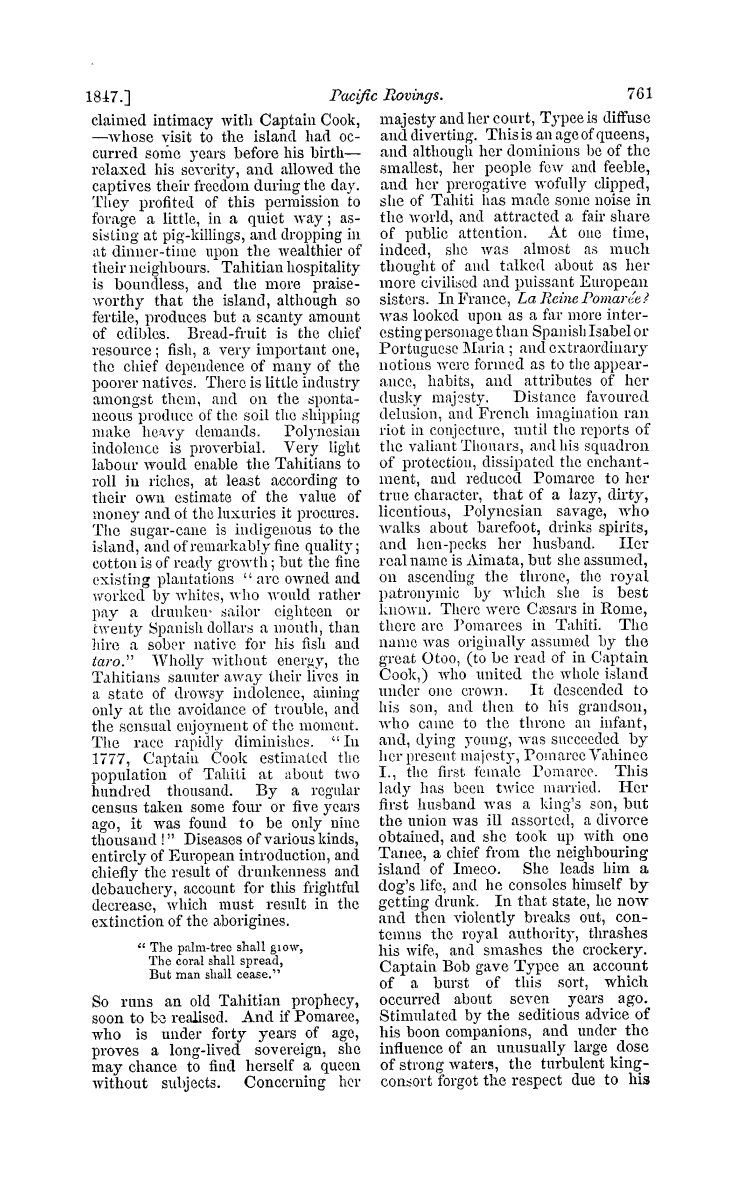 1847.] Pacific Rovings. 761
claimed intimacy with Captain Cook,
—whose visit to the island had oc-
curred some years before his birth—
relaxed his severity, and allowed the
captives their freedom during the day.
They profited of this permission to
forage a little, in a quiet way; as-
sisting at pig-killings, and dropping in
at dinner-time upon the wealthier of
their neighbours. Tahitian hospitality
is boundless, and the more praise-
worthy that the island, although so
fertile, produces but a scanty amount
of edibles. Bread-fruit is the chief
resource; fish, a very important one,
the chief dependence of many of the
poorer natives. There is little industry
amongst them, and on the sponta-
neous produce of the soil the shipping
make heavy demands. Polynesian
indolence is proverbial. Very light
labour would enable the Tahitians to
roll in riches, at least according to
their own estimate of the value of
money and of the luxuries it procures.
The sugar-cane is indigenous to the
island, and of remarkably fine quality;
cotton is of ready growth; but the fine
existing plantations "are owned and
worked by whites, who would rather
pay a drunken sailor eighteen or
twenty Spanish dollars a month, than
hire a sober native for his fish and
taro." Wholly without energy, the
Tahitians saunter away their lives in
a state of drowsy indolence, aiming
only at the avoidance of trouble, and
the sensual enjoyment of the moment.
The race rapidly diminishes. "In
1777, Captain Cook estimated the
population of Tahiti at about two
hundred thousand. By a regular
census taken some four or five years
ago, it was found to be only nine
thousand!" Diseases of various kinds,
entirely of European introduction, and
chiefly the result of drunkenness and
debauchery, account for this frightful
decrease, which must result in the
extinction of the aborigines.
"The palm-tree shall grow,
The coral shall spread,
But man shall cease."
So runs an old Tahitian prophecy,
soon to be realised. And if Pomaree,
who is under forty years of age,
proves a long-lived sovereign, she
may chance to find herself a queen
without subjects. Concerning her
majesty and her court, Typee is diffuse
and diverting. This is an age of queens,
and although her dominions be of the
smallest, her people few and feeble,
and her prerogative wofully clipped,
she of Tahiti has made some noise in
the world, and attracted a fair share
of public attention. At one time,
indeed, she was almost as much
thought of and talked about as her
more civilised and puissant European
sisters. In France, La Reine Pomarée?
was looked upon as a far more inter-
esting personage than Spanish Isabel or
Portuguese Maria; and extraordinary
notions were formed as to the appear-
ance, habits, and attributes of her
dusky majesty. Distance favoured
delusion, and French imagination ran
riot in conjecture, until the reports of
the valiant Thouars, and his squadron
of protection, dissipated the enchant-
ment, and reduced Pomaree to her
true character, that of a lazy, dirty,
licentious, Polynesian savage, who
walks about barefoot, drinks spirits,
and hen-pecks her husband. Her
real name is Aimata, but she assumed,
on ascending the throne, the royal
patronymic by which she is best
known. There were Cæsars in Rome,
there are Pomarees in Tahiti. The
name was originally assumed by the
great Otoo, (to be read of in Captain
Cook,) who united the whole island
under one crown. It descended to
his son, and then to his grandson,
who came to the throne an infant,
and, dying young, was succeeded by
her present majesty, Pomaree Vahinee
I., the first female Pomaree. This
lady has been twice married. Her
first husband was a king's son, but
the union was ill assorted, a divorce
obtained, and she took up with one
Tanee, a chief from the neighbouring
island of Imeeo. She leads him a
dog's life, and he consoles himself by
getting drunk. In that state, he now
and then violently breaks out, con-
temns the royal authority, thrashes
his wife, and smashes the crockery.
Captain Bob gave Typee an account
of a burst of this sort, which
occurred about seven years ago.
Stimulated by the seditious advice of
his boon companions, and under the
influence of an unusually large dose
of strong waters, the turbulent king-
consort forgot the respect due to his